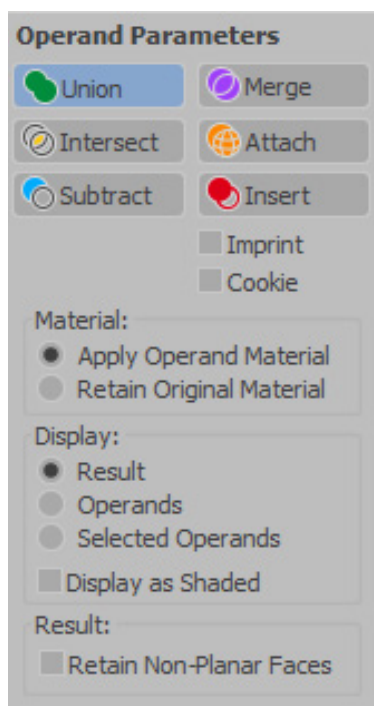 Operand Parameters
Union Merge
Intersect Attach
Subtract Insert
Imprint
Cookie
Material:
Apply Operand Material
Retain Original Material
Display:
Result
Operands
Selected Operands
Display as Shaded
Result:
Retain Non-Planar Faces